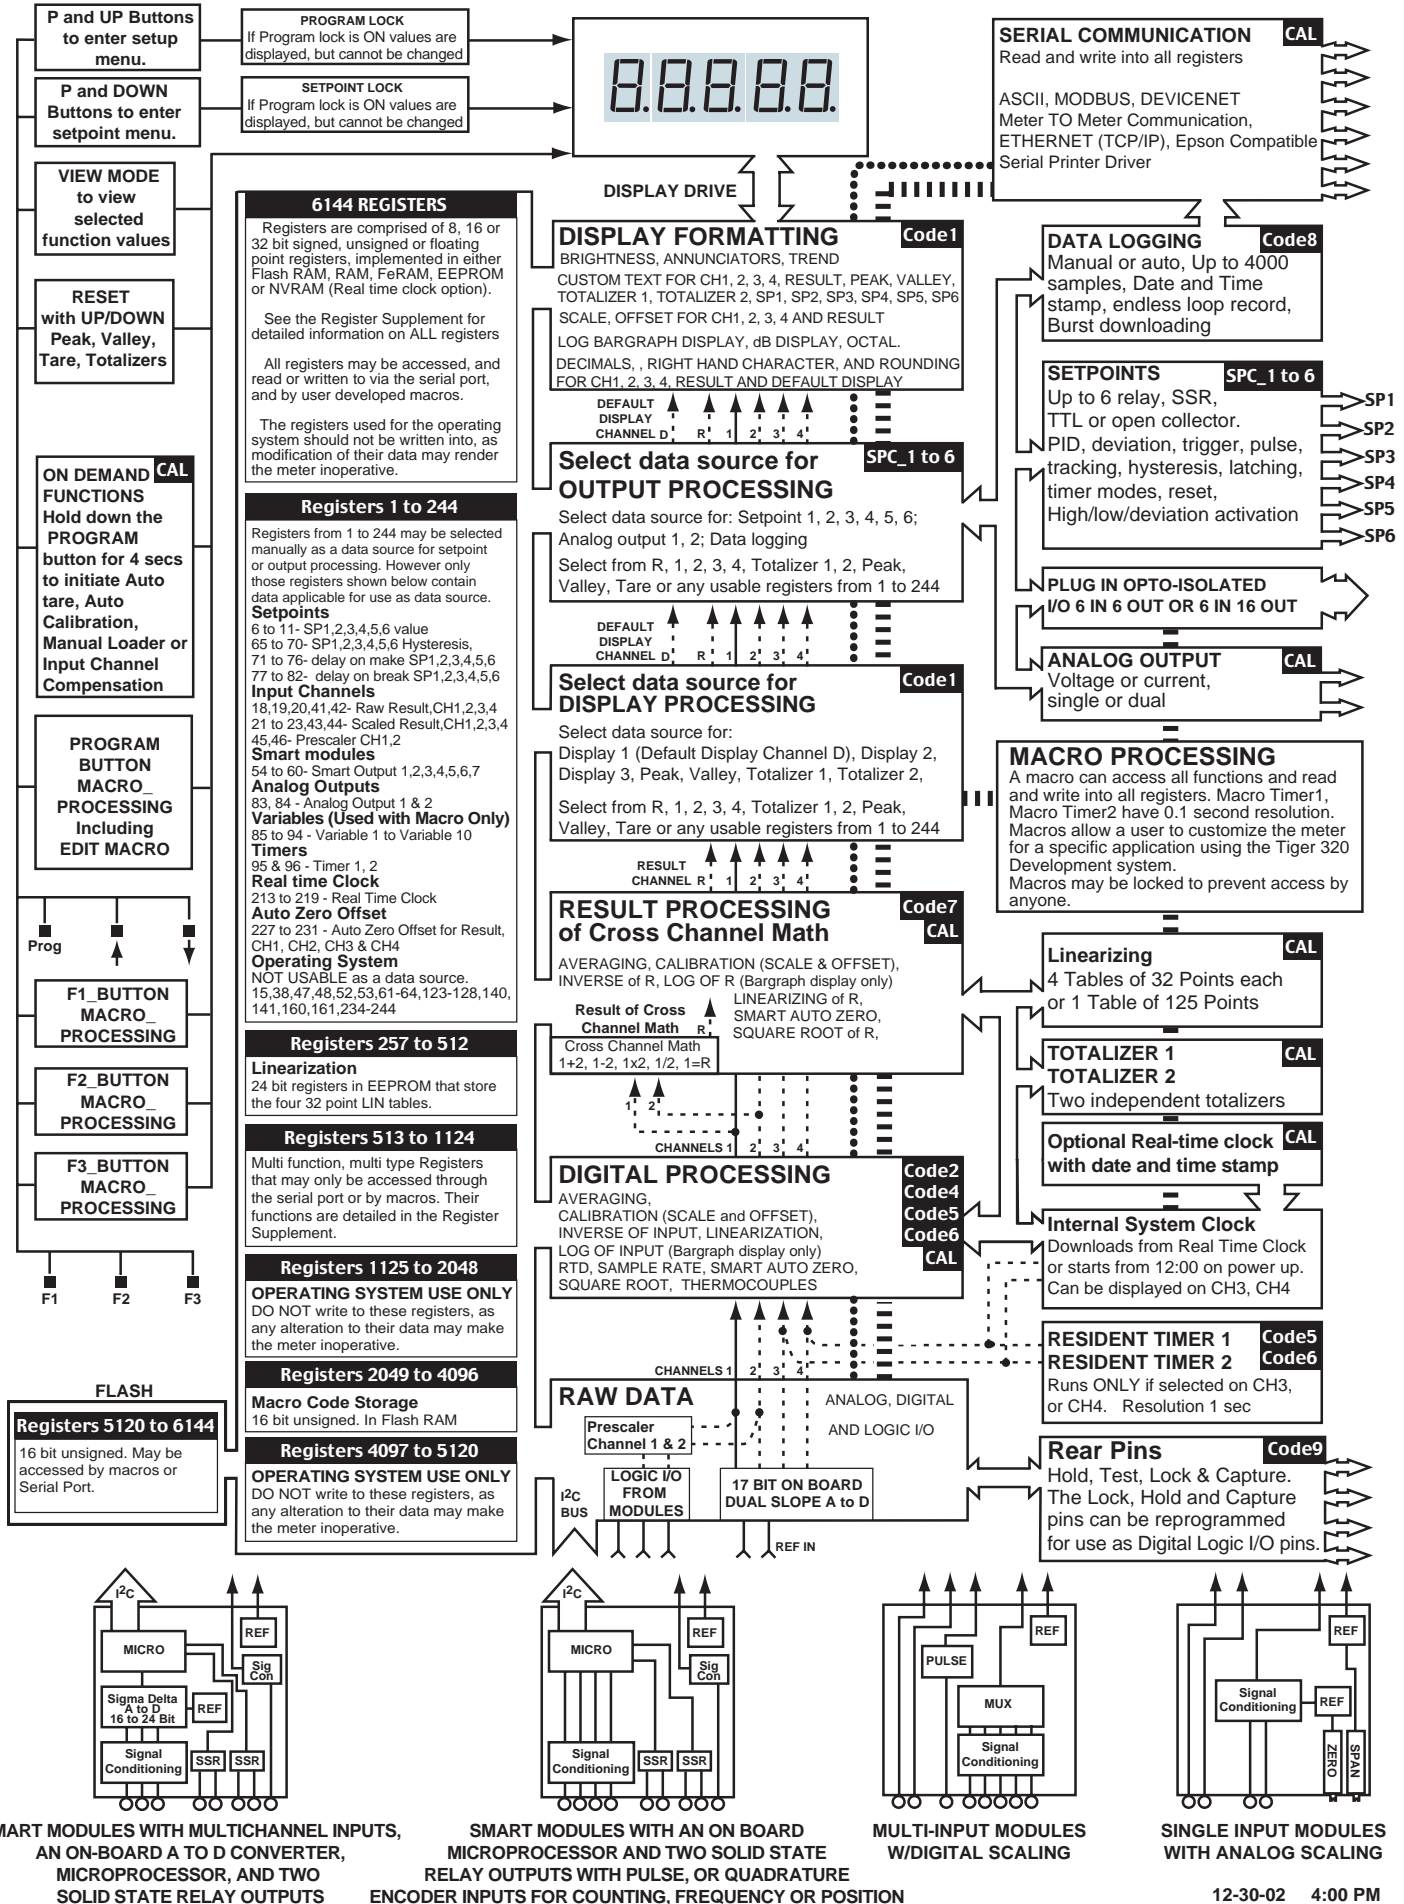 P and UP Buttons
to enter setup
menu.
PROGRAM LOCK
If Program lock is ON values are
displayed, but cannot be changed
P and DOWN
Buttons to enter
setpoint menu.
SETPOINT LOCK
If Program lock is ON values are
displayed, but cannot be changed
VIEW MODE
to view
selected
function values
RESET
with UP/DOWN
Peak, Valley,
Tare, Totalizers
ON DEMAND CAL
FUNCTIONS
Hold down the
PROGRAM
button for 4 secs
to initiate Auto
tare, Auto
Calibration,
Manual Loader or
Input Channel
Compensation
PROGRAM
BUTTON
MACRO_
PROCESSING
Including
EDIT MACRO
Prog
F1_BUTTON
MACRO_
PROCESSING
F2_BUTTON
MACRO_
PROCESSING
F3_BUTTON
MACRO_
PROCESSING
F1 F2 F3
FLASH
Registers 5120 to 6144
16 bit unsigned. May be
accessed by macros or
Serial Port.
6144 REGISTERS
Registers are comprised of 8, 16 or
32 bit signed, unsigned or floating
point registers, implemented in either
Flash RAM, RAM, FeRAM, EEPROM
or NVRAM (Real time clock option).
See the Register Supplement for
detailed information on ALL registers
All registers may be accessed, and
read or written to via the serial port,
and by user developed macros.
The registers used for the operating
system should not be written into, as
modification of their data may render
the meter inoperative.
Registers 1 to 244
Registers from 1 to 244 may be selected
manually as a data source for setpoint
or output processing. However only
those registers shown below contain
data applicable for use as data source.
Setpoints
6 to 11- SP1,2,3,4,5,6 value
65 to 70- SP1,2,3,4,5,6 Hysteresis,
71 to 76- delay on make SP1,2,3,4,5,6
77 to 82- delay on break SP1,2,3,4,5,6
Input Channels
18,19,20,41,42- Raw Result,CH1,2,3,4
21 to 23,43,44- Scaled Result,CH1,2,3,4
45,46- Prescaler CH1,2
Smart modules
54 to 60- Smart Output 1,2,3,4,5,6,7
Analog Outputs
83, 84 - Analog Output 1 & 2
Variables (Used with Macro Only)
85 to 94 - Variable 1 to Variable 10
Timers
95 & 96 - Timer 1, 2
Real time Clock
213 to 219 - Real Time Clock
Auto Zero Offset
227 to 231 - Auto Zero Offset for Result,
CH1, CH2, CH3 & CH4
Operating System
NOT USABLE as a data source.
15,38,47,48,52,53,61-64,123-128,140,
141,160,161,234-244
Registers 257 to 512
Linearization
24 bit registers in EEPROM that store
the four 32 point LIN tables.
Registers 513 to 1124
Multi function, multi type Registers
that may only be accessed through
the serial port or by macros. Their
functions are detailed in the Register
Supplement.
Registers 1125 to 2048
OPERATING SYSTEM USE ONLY
DO NOT write to these registers, as
any alteration to their data may make
the meter inoperative.
Registers 2049 to 4096
Macro Code Storage
16 bit unsigned. In Flash RAM
Registers 4097 to 5120
OPERATING SYSTEM USE ONLY
DO NOT write to these registers, as
any alteration to their data may make
the meter inoperative.
8.8.8.8.8.
DISPLAY DRIVE
DISPLAY FORMATTING Code1
BRIGHTNESS, ANNUNCIATORS, TREND
CUSTOM TEXT FOR CH1, 2, 3, 4, RESULT, PEAK, VALLEY,
TOTALIZER 1, TOTALIZER 2, SP1, SP2, SP3, SP4, SP5, SP6
SCALE, OFFSET FOR CH1, 2, 3, 4 AND RESULT
LOG BARGRAPH DISPLAY, dB DISPLAY, OCTAL.
DECIMALS, , RIGHT HAND CHARACTER, AND ROUNDING
FOR CH1, 2, 3, 4, RESULT AND DEFAULT DISPLAY
DEFAULT
DISPLAY
CHANNEL D R 1 2 3 4
Select data source for SPC_1 to 6
OUTPUT PROCESSING
Select data source for: Setpoint 1, 2, 3, 4, 5, 6;
Analog output 1, 2; Data logging
Select from R, 1, 2, 3, 4, Totalizer 1, 2, Peak,
Valley, Tare or any usable registers from 1 to 244
DEFAULT
DISPLAY
CHANNEL D R 1 2 3 4
Select data source for Code1
DISPLAY PROCESSING
Select data source for:
Display 1 (Default Display Channel D), Display 2,
Display 3, Peak, Valley, Totalizer 1, Totalizer 2,
Select from R, 1, 2, 3, 4, Totalizer 1, 2, Peak,
Valley, Tare or any usable registers from 1 to 244
RESULT
CHANNEL R 1 2 3 4
RESULT PROCESSING Code7
of Cross Channel Math CAL
AVERAGING, CALIBRATION (SCALE & OFFSET),
INVERSE of R, LOG OF R (Bargraph display only)
LINEARIZING of R,
SMART AUTO ZERO,
SQUARE ROOT of R,
Result of Cross
Channel Math R
Cross Channel Math
1+2, 1-2, 1x2, 1/2, 1=R
1 2
CHANNELS 1 2 3 4
DIGITAL PROCESSING Code2
Code4
Code5
Code6
CAL
AVERAGING,
CALIBRATION (SCALE and OFFSET),
INVERSE OF INPUT, LINEARIZATION,
LOG OF INPUT (Bargraph display only)
RTD, SAMPLE RATE, SMART AUTO ZERO,
SQUARE ROOT, THERMOCOUPLES
CHANNELS 1 2 3 4
RAW DATA
ANALOG, DIGITAL
AND LOGIC I/O
Prescaler
Channel 1 & 2
LOGIC I/O
FROM
MODULES
17 BIT ON BOARD
DUAL SLOPE A to D
I2C
BUS
REF IN
SERIAL COMMUNICATION CAL
Read and write into all registers
ASCII, MODBUS, DEVICENET
Meter TO Meter Communication,
ETHERNET (TCP/IP), Epson Compatible
Serial Printer Driver
DATA LOGGING Code8
Manual or auto, Up to 4000
samples, Date and Time
stamp, endless loop record,
Burst downloading
SETPOINTS SPC_1 to 6
Up to 6 relay, SSR,
TTL or open collector.
PID, deviation, trigger, pulse,
tracking, hysteresis, latching,
timer modes, reset,
High/low/deviation activation
SP1
SP2
SP3
SP4
SP5
SP6
PLUG IN OPTO-ISOLATED
I/O 6 IN 6 OUT OR 6 IN 16 OUT
ANALOG OUTPUT CAL
Voltage or current,
single or dual
MACRO PROCESSING
A macro can access all functions and read
and write into all registers. Macro Timer1,
Macro Timer2 have 0.1 second resolution.
Macros allow a user to customize the meter
for a specific application using the Tiger 320
Development system.
Macros may be locked to prevent access by
anyone.
Linearizing CAL
4 Tables of 32 Points each
or 1 Table of 125 Points
TOTALIZER 1 CAL
TOTALIZER 2
Two independent totalizers
Optional Real-time clock CAL
with date and time stamp
Internal System Clock
Downloads from Real Time Clock
or starts from 12:00 on power up.
Can be displayed on CH3, CH4
RESIDENT TIMER 1 Code5
RESIDENT TIMER 2 Code6
Runs ONLY if selected on CH3,
or CH4. Resolution 1 sec
Rear Pins Code9
Hold, Test, Lock & Capture.
The Lock, Hold and Capture
pins can be reprogrammed
for use as Digital Logic I/O pins.
I2C
REF
MICRO
Sig
Con
Sigma Delta
A to D
16 to 24 Bit
REF
Signal
Conditioning
SSR SSR
MART MODULES WITH MULTICHANNEL INPUTS,
AN ON-BOARD A TO D CONVERTER,
MICROPROCESSOR, AND TWO
SOLID STATE RELAY OUTPUTS
I2C
REF
MICRO
Sig
Con
Signal
Conditioning
SSR SSR
SMART MODULES WITH AN ON BOARD
MICROPROCESSOR AND TWO SOLID STATE
RELAY OUTPUTS WITH PULSE, OR QUADRATURE
ENCODER INPUTS FOR COUNTING, FREQUENCY OR POSITION
REF
PULSE
MUX
Signal
Conditioning
MULTI-INPUT MODULES
W/DIGITAL SCALING
REF
Signal
Conditioning
REF
ZERO
SPAN
SINGLE INPUT MODULES
WITH ANALOG SCALING
12-30-02 4:00 PM